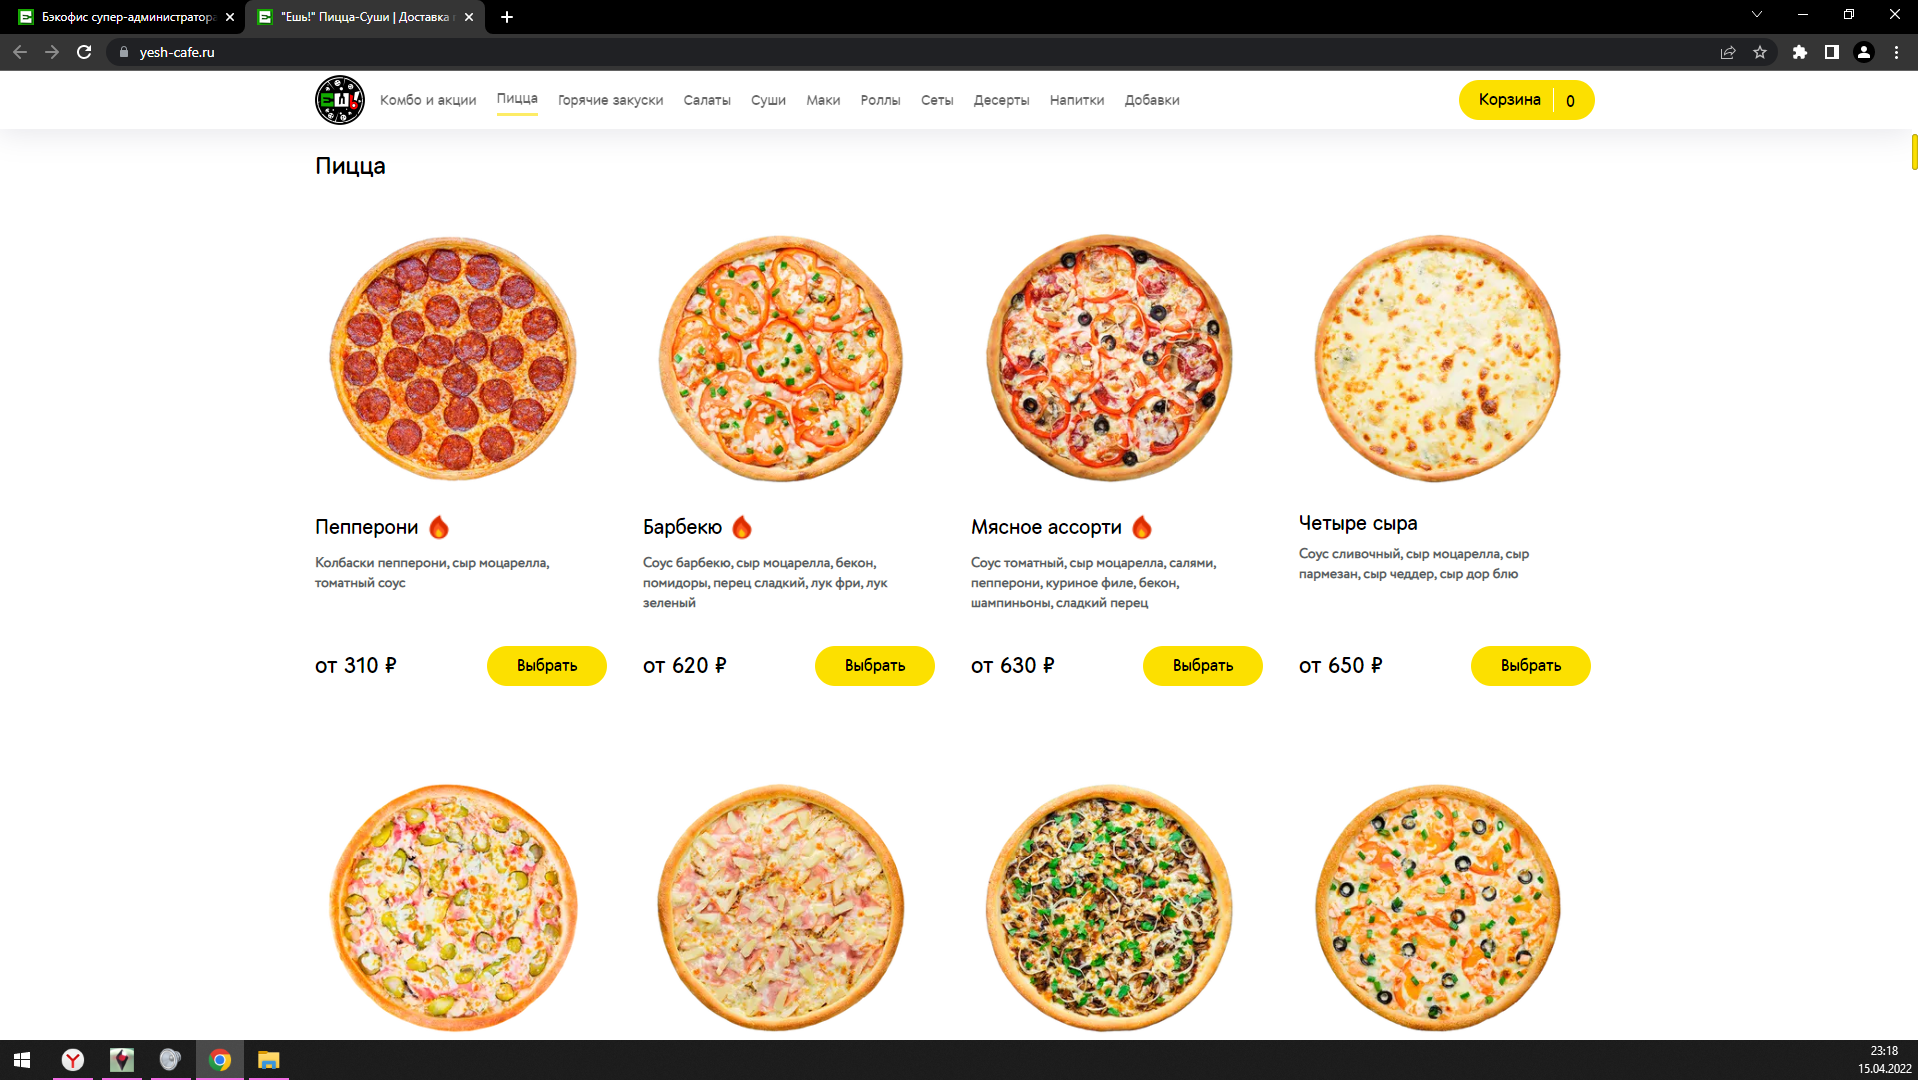 Бэкофис супер-администратора
"Ешь!" Пицца-Суши | Доставка
yesh-cafe.ru
Комбо и акции
Пицца
Горячие закуски
Салаты
Суши
Маки
Роллы
Сеты
Десерты
Напитки
Добавки
Корзина 0
Пицца
Пепперони
Колбаски пепперони, сыр моцарелла,
томатный соус
от 310 ₽
Выбрать
Барбекю
Соус барбекю, сыр моцарелла, бекон,
помидоры, перец сладкий, лук фри, лук
зеленый
от 620 ₽
Выбрать
Мясное ассорти
Соус томатный, сыр моцарелла, салями,
пепперони, куриное филе, бекон,
шампиньоны, сладкий перец
от 630 ₽
Выбрать
Четыре сыра
Соус сливочный, сыр моцарелла, сыр
пармезан, сыр чеддер, сыр дор блю
от 650 ₽
Выбрать
23:18
15.04.2022